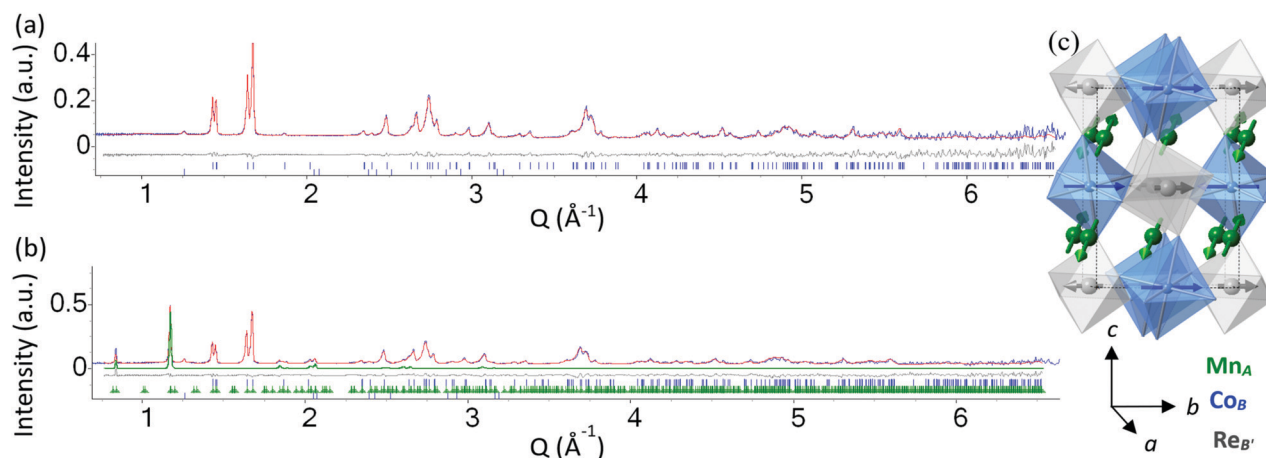 (a)
Intensity (a.u.)
0.4
0.2
0
1 2 3 4 5 6
Q (Å⁻¹)
(b)
Intensity (a.u.)
0.5
0
1 2 3 4 5 6
Q (Å⁻¹)
(c)
c
b
a
Mn_A
Co_B
Re_B'